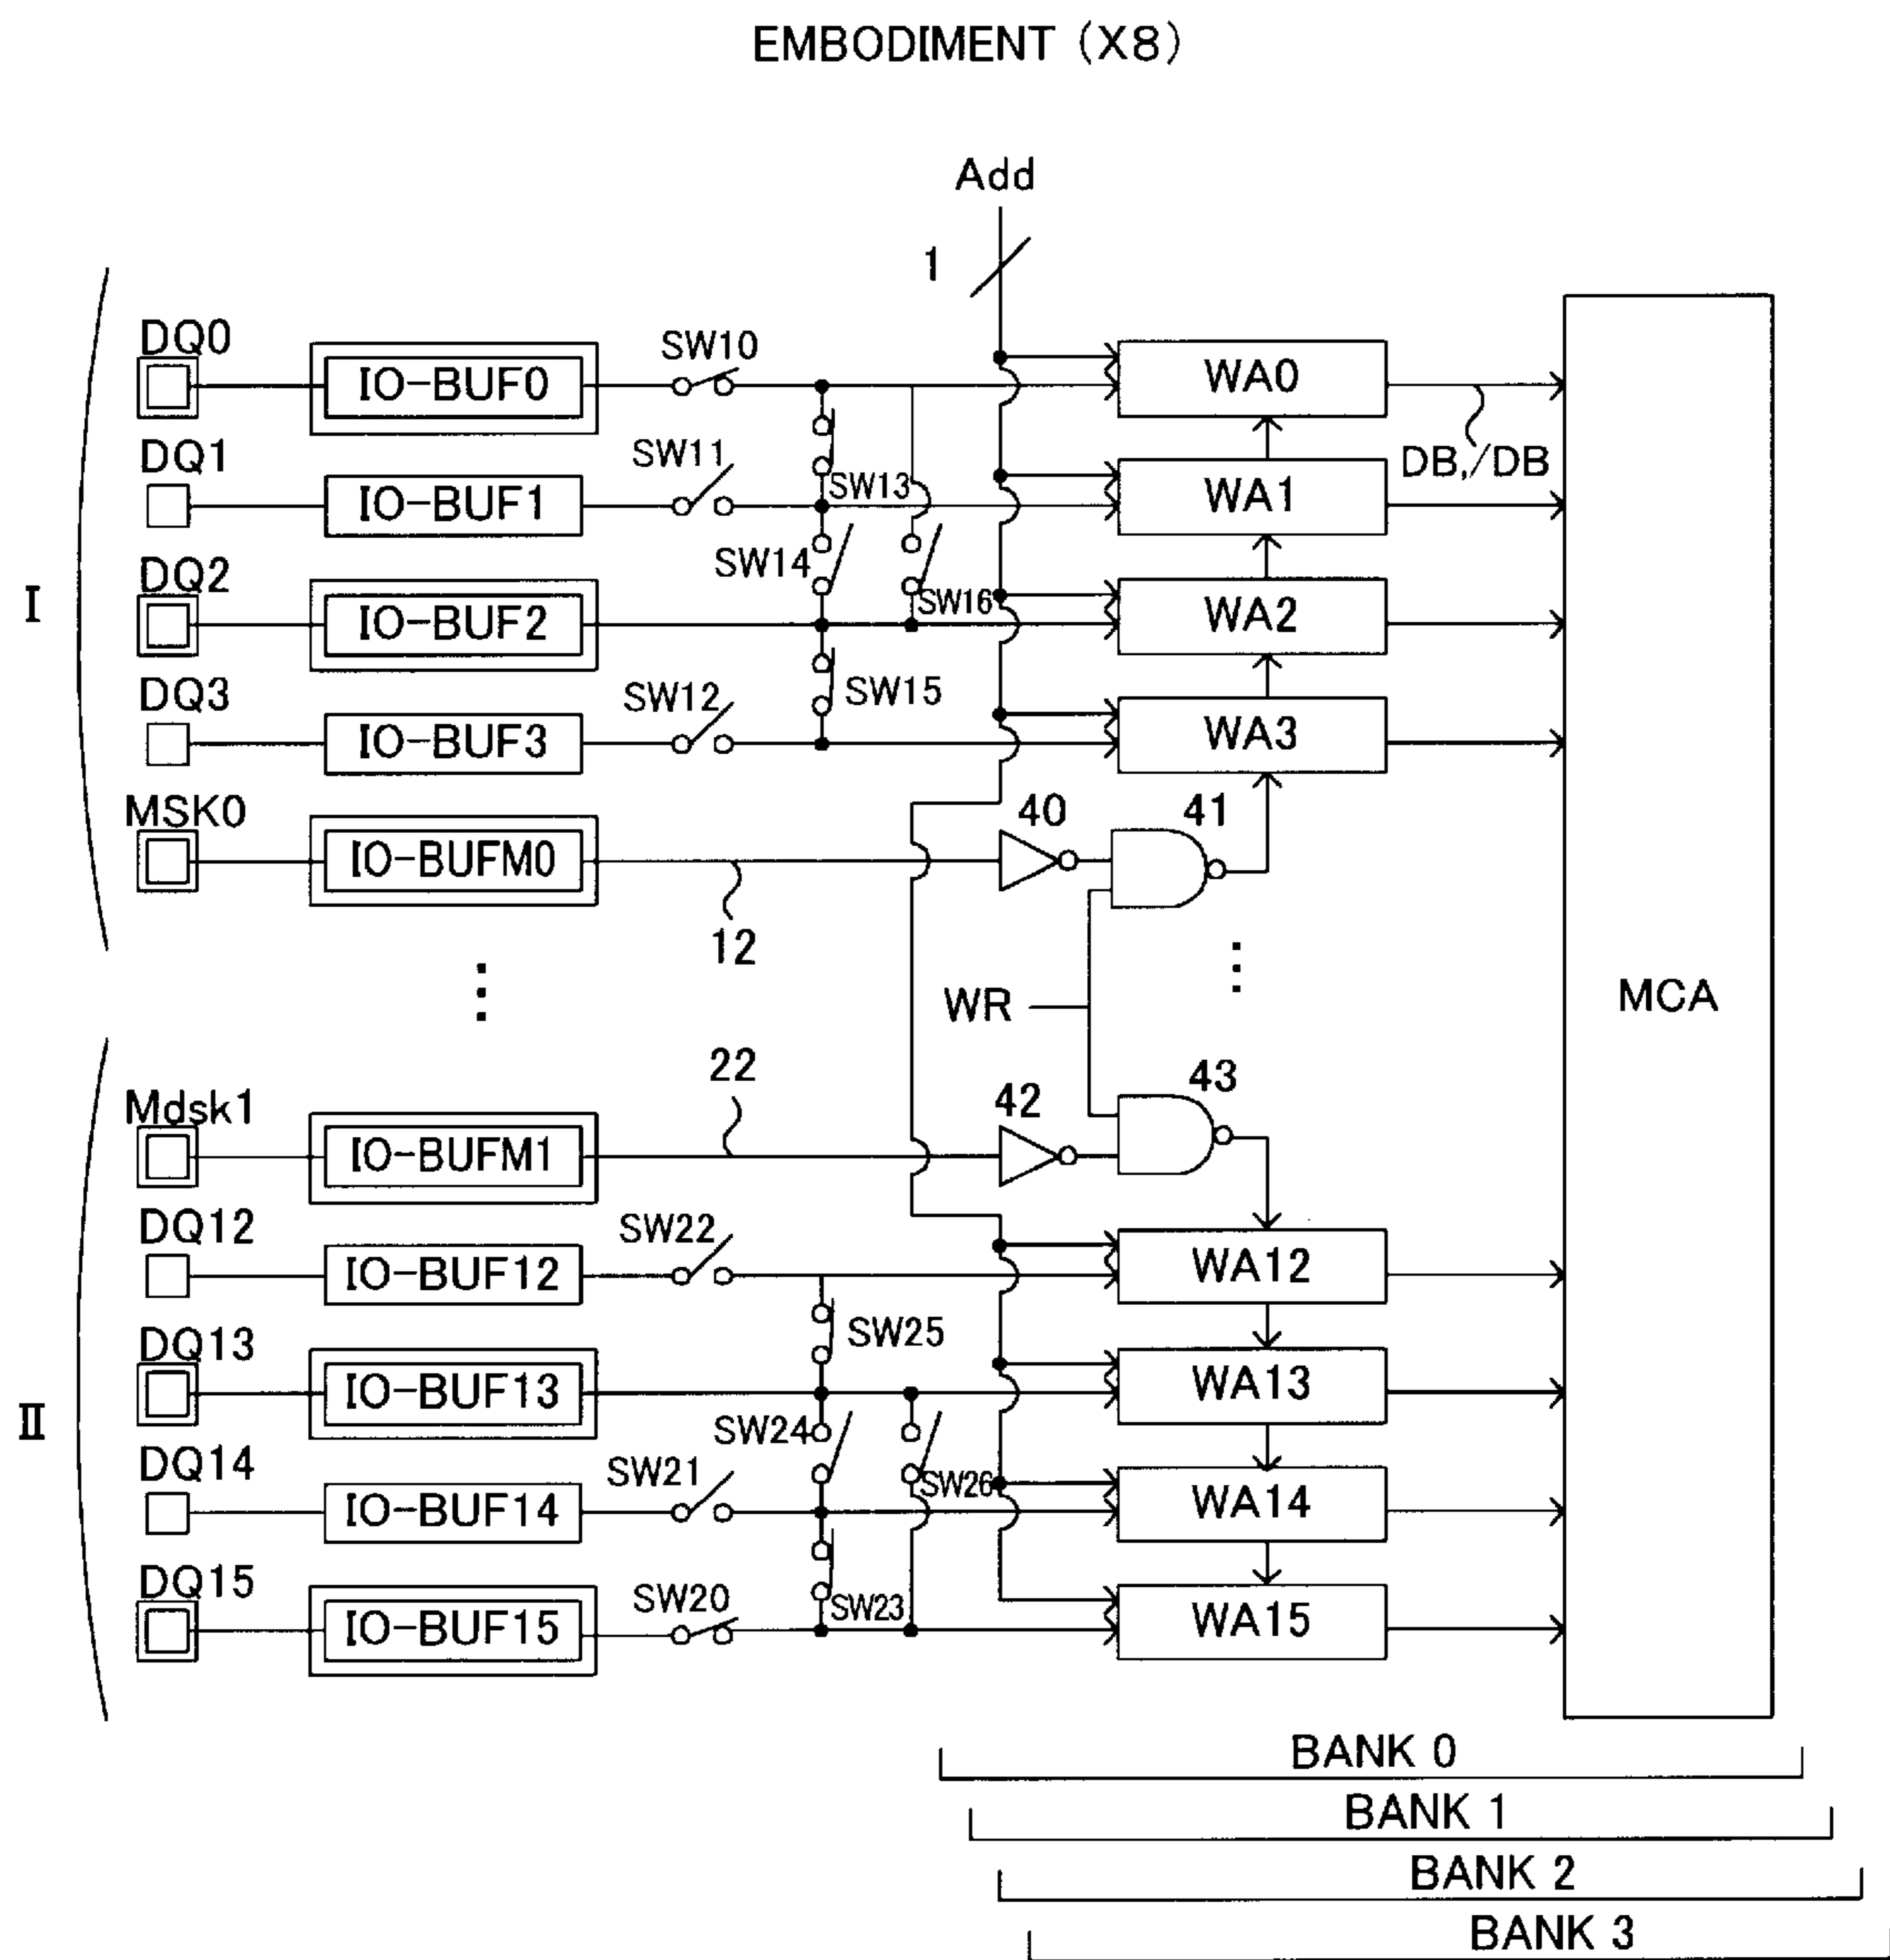 EMBODIMENT (X8)
Add
1
DQ0
IO-BUF0
SW10
WA0
DB,/DB
DQ1
IO-BUF1
SW11
SW13
WA1
SW14
SW16
I
DQ2
IO-BUF2
WA2
DQ3
IO-BUF3
SW12
SW15
WA3
MSK0
IO-BUFM0
12
40
41
WR
MCA
Mdsk1
IO-BUFM1
22
42
43
DQ12
IO-BUF12
SW22
WA12
SW25
II
DQ13
IO-BUF13
WA13
SW24
SW26
DQ14
IO-BUF14
SW21
WA14
DQ15
IO-BUF15
SW20
SW23
WA15
BANK 0
BANK 1
BANK 2
BANK 3